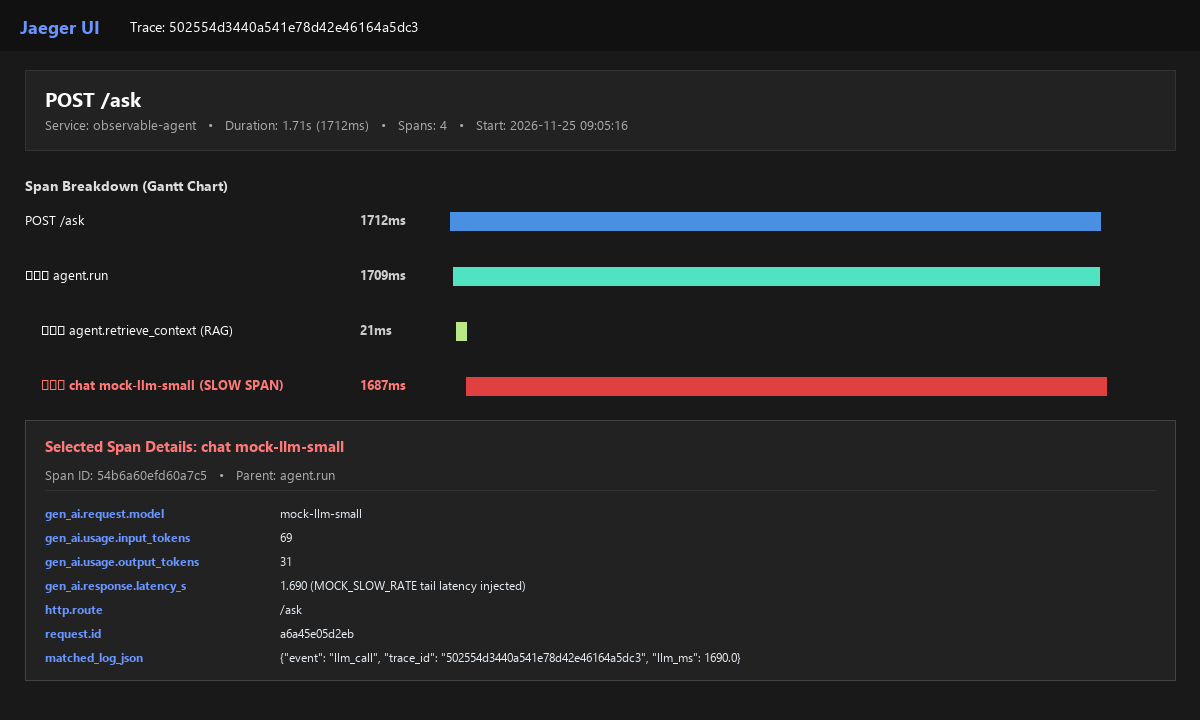 Jaeger UI Trace: 502554d3440a541e78d42e46164a5dc3
POST /ask
Service: observable-agent • Duration: 1.71s (1712ms) • Spans: 4 • Start: 2026-11-25 09:05:16
Span Breakdown (Gantt Chart)
POST /ask 1712ms
□□□ agent.run 1709ms
□□□ agent.retrieve_context (RAG) 21ms
□□□ chat mock-llm-small (SLOW SPAN) 1687ms
Selected Span Details: chat mock-llm-small
Span ID: 54b6a60efd60a7c5 • Parent: agent.run
gen_ai.request.model mock-llm-small
gen_ai.usage.input_tokens 69
gen_ai.usage.output_tokens 31
gen_ai.response.latency_s 1.690 (MOCK_SLOW_RATE tail latency injected)
http.route /ask
request.id a6a45e05d2eb
matched_log_json {"event": "llm_call", "trace_id": "502554d3440a541e78d42e46164a5dc3", "llm_ms": 1690.0}